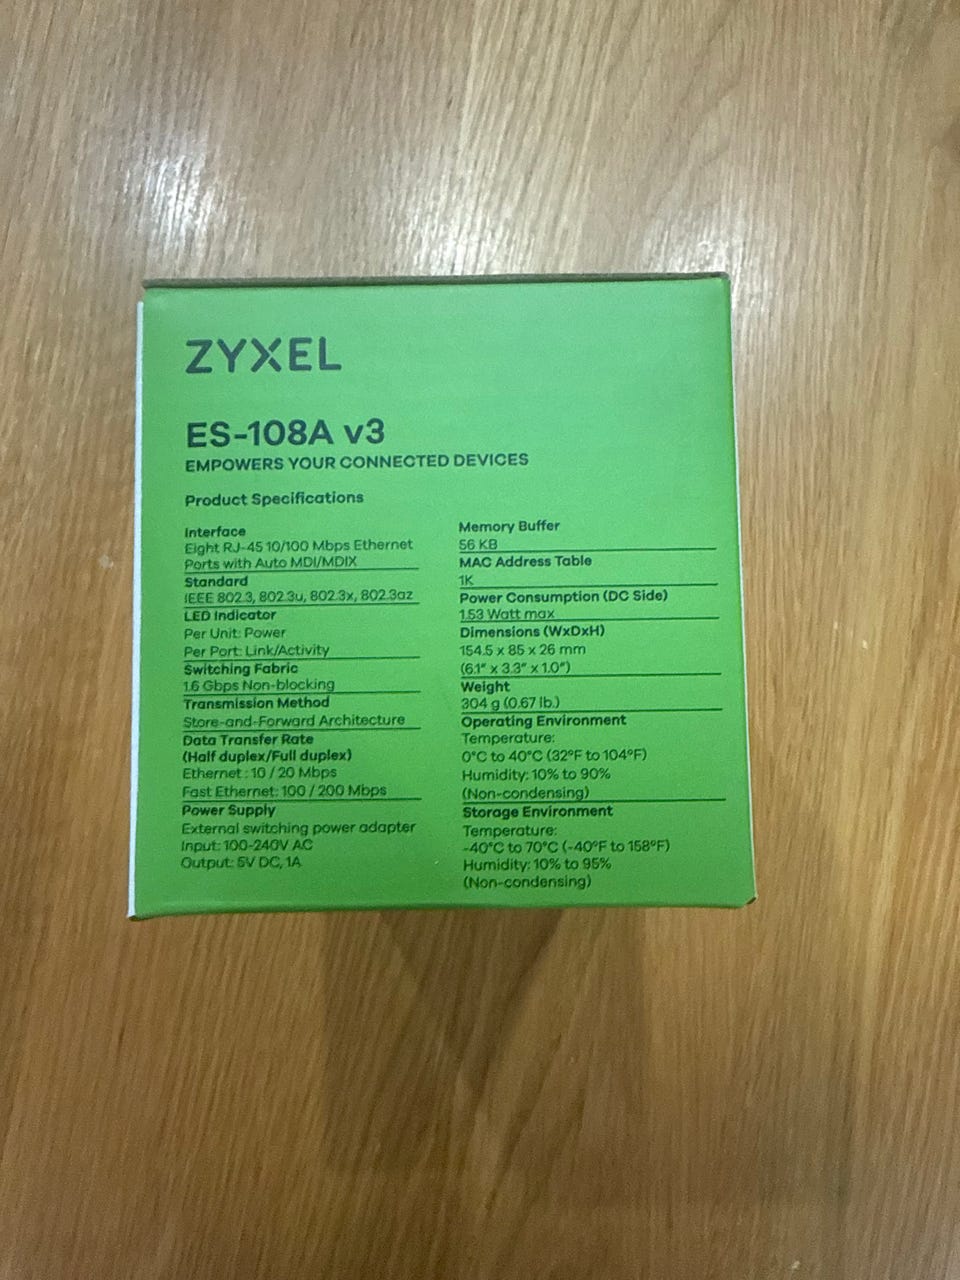 ZYXEL
ES-108A v3
EMPOWERS YOUR CONNECTED DEVICES
Product Specifications
Interface
Eight RJ-45 10/100 Mbps Ethernet
Ports with Auto MDI/MDIX
Standard
IEEE 802.3, 802.3u, 802.3x, 802.3az
LED Indicator
Per Unit: Power
Per Port: Link/Activity
Switching Fabric
1.6 Gbps Non-blocking
Transmission Method
Store-and-Forward Architecture
Data Transfer Rate
(Half duplex/Full duplex)
Ethernet : 10 / 20 Mbps
Fast Ethernet: 100 / 200 Mbps
Power Supply
External switching power adapter
Input: 100-240V AC
Output: 5V DC, 1A
Memory Buffer
56 KB
MAC Address Table
1K
Power Consumption (DC Side)
1.53 Watt max
Dimensions (WxDxH)
154.5 x 85 x 26 mm
(6.1" x 3.3" x 1.0")
Weight
304 g (0.67 lb.)
Operating Environment
Temperature:
0°C to 40°C (32°F to 104°F)
Humidity: 10% to 90%
(Non-condensing)
Storage Environment
Temperature:
-40°C to 70°C (-40°F to 158°F)
Humidity: 10% to 95%
(Non-condensing)